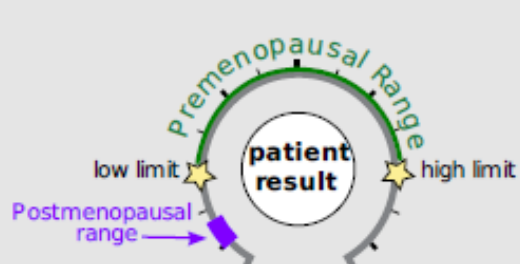 Premenopausal Range
patient
result
low limit
high limit
Postmenopausal
range